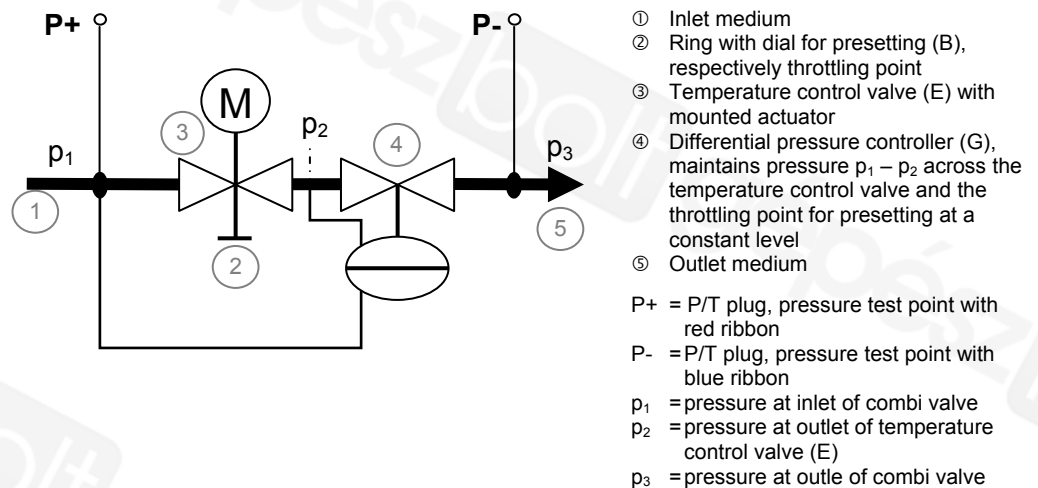 P+
P-
M
3
p2
4
p1
p3
1
2
5
① Inlet medium
② Ring with dial for presetting (B),
respectively throttling point
③ Temperature control valve (E) with
mounted actuator
④ Differential pressure controller (G),
maintains pressure p1 – p2 across the
temperature control valve and the
throttling point for presetting at a
constant level
⑤ Outlet medium
P+ = P/T plug, pressure test point with
red ribbon
P- =P/T plug, pressure test point with
blue ribbon
p1 =pressure at inlet of combi valve
p2 =pressure at outlet of temperature
control valve (E)
p3 =pressure at outle of combi valve